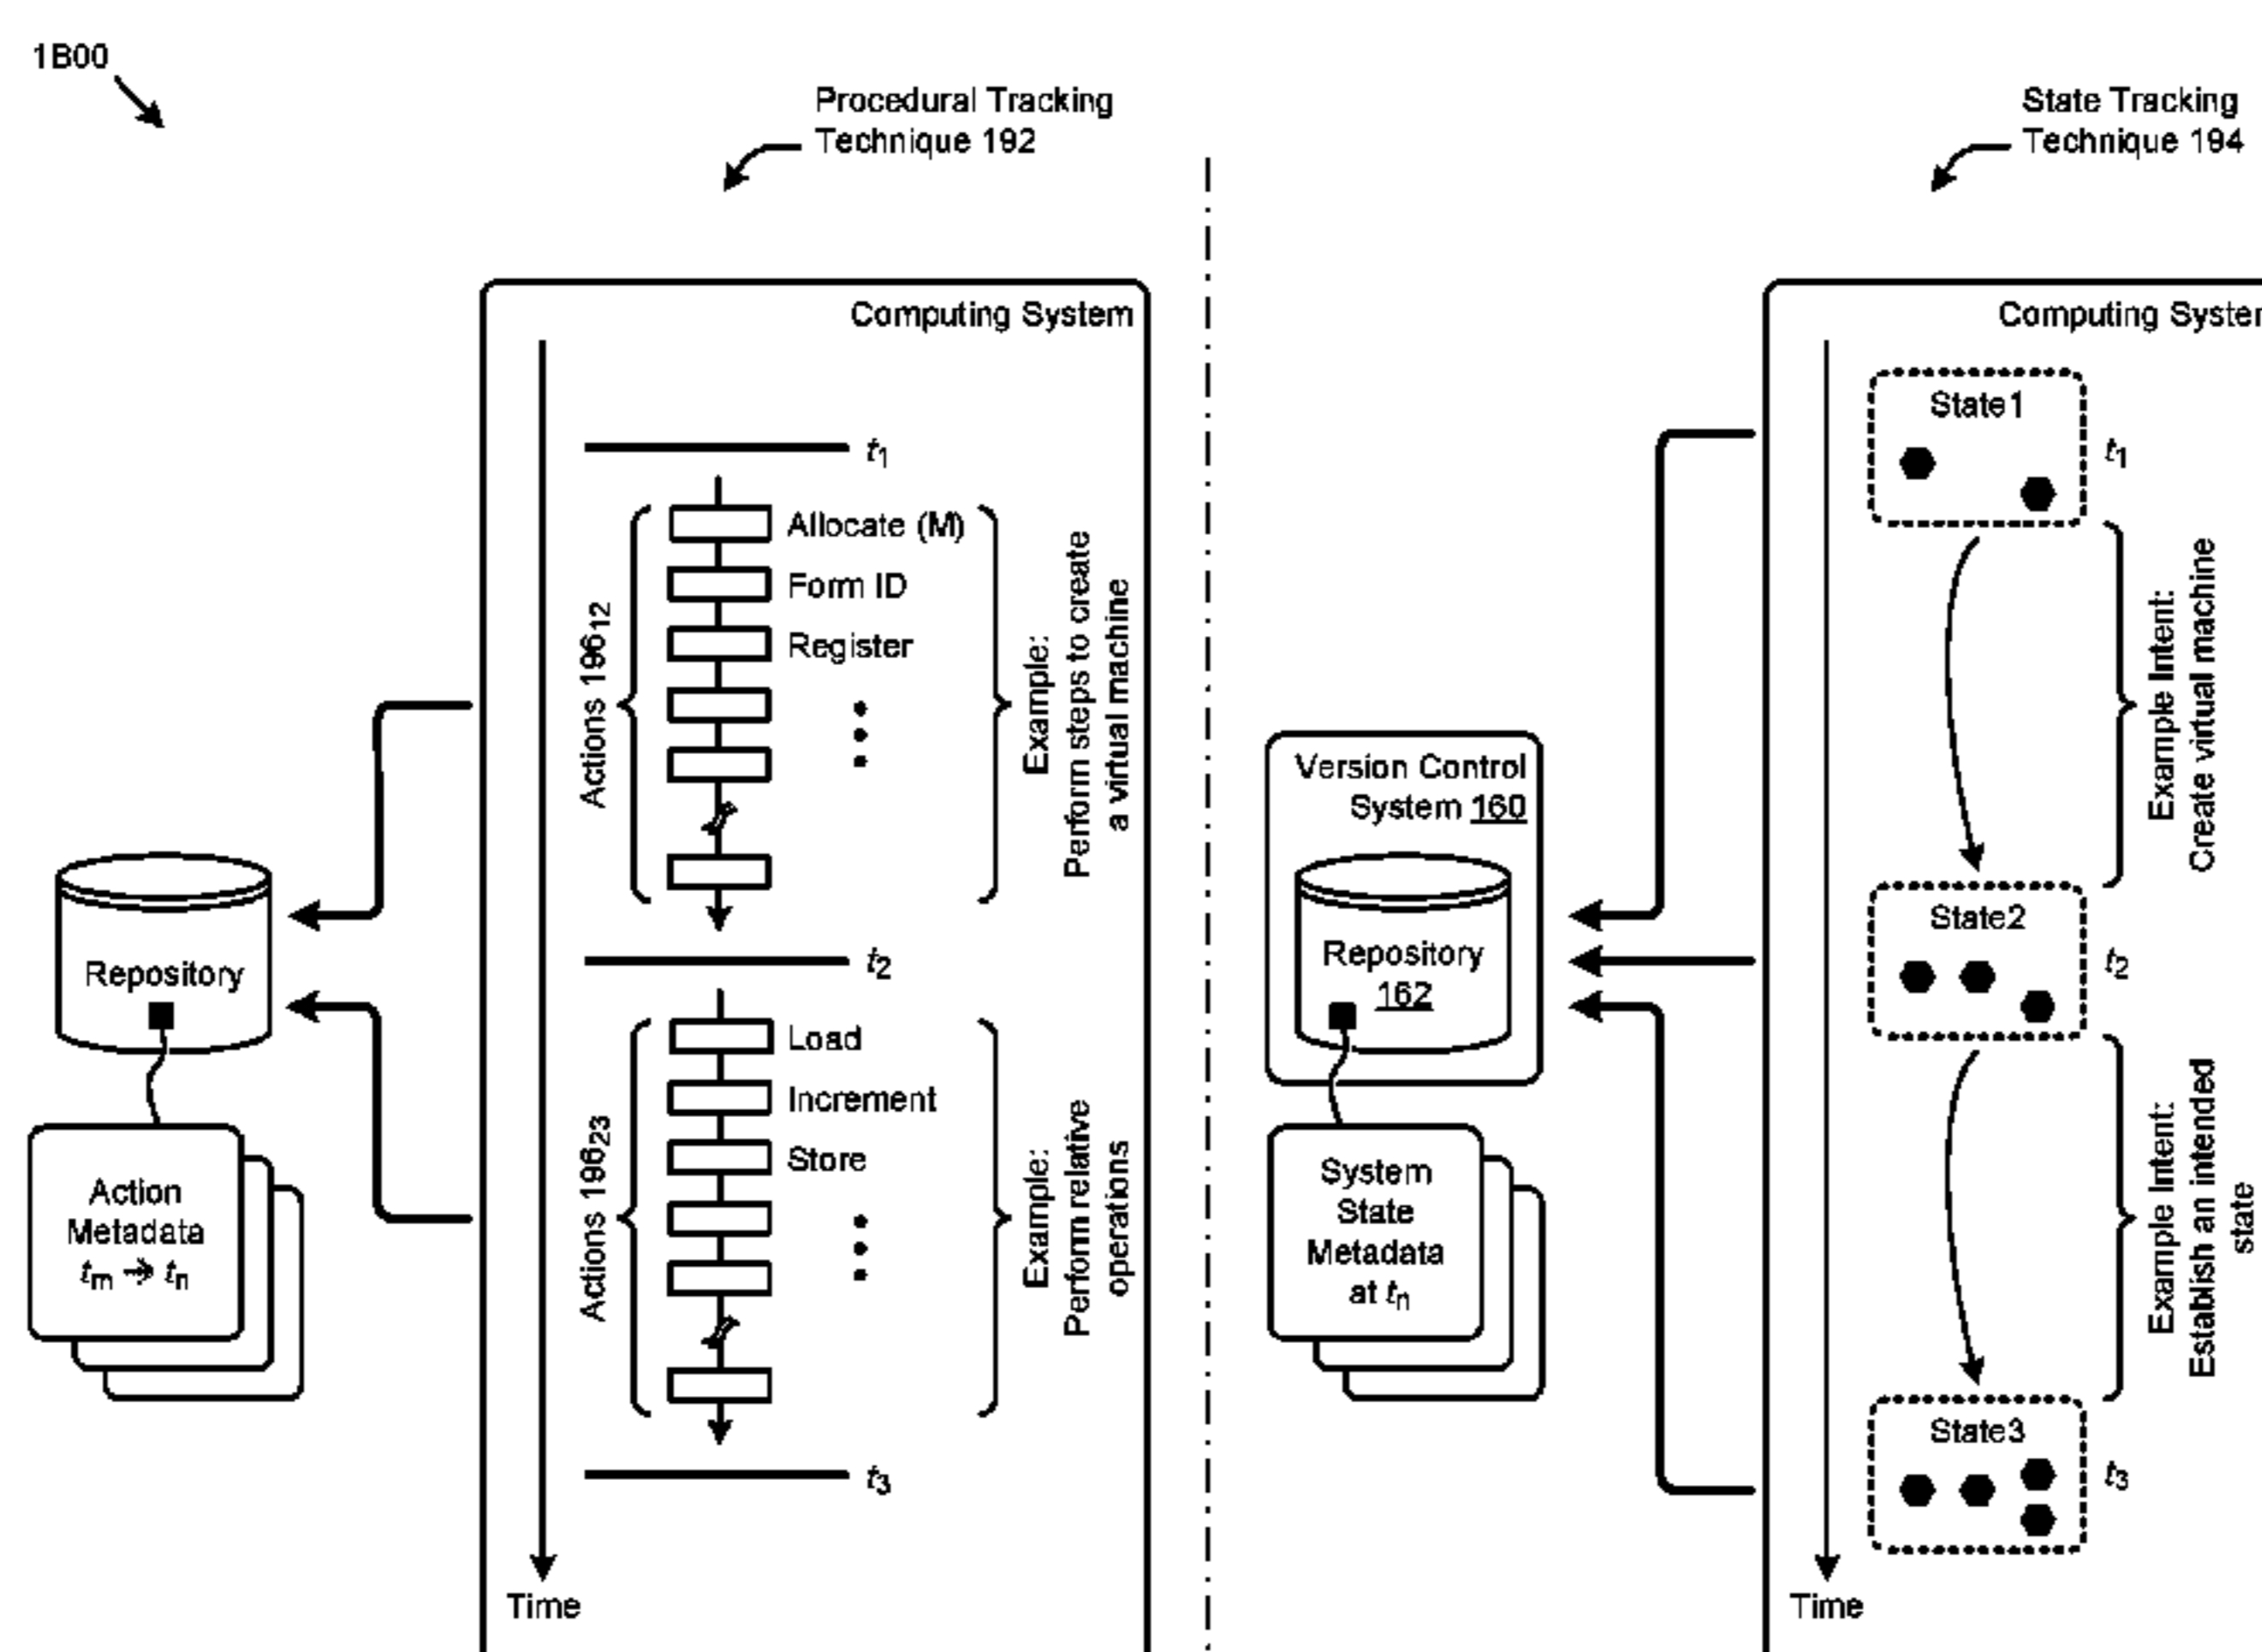 1B00
Procedural Tracking
Technique 192
Computing System
t1
Actions 19612
Allocate (M)
Form ID
Register
Example:
Perform steps to create
a virtual machine
t2
Actions 19623
Load
Increment
Store
Example:
Perform relative
operations
t3
Time
Repository
Action
Metadata
tm → tn
State Tracking
Technique 194
Computing System
State1
t1
Example Intent:
Create virtual machine
State2
t2
Example Intent:
Establish an intended
state
State3
t3
Time
Version Control
System 160
Repository
162
System
State
Metadata
at tn